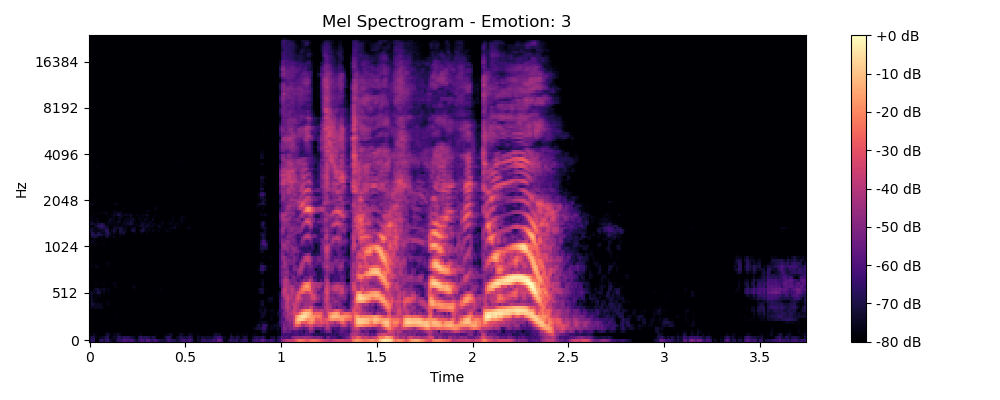 Mel Spectrogram - Emotion: 3
Hz
16384
8192
4096
2048
1024
512
0
0
0.5
1
1.5
2
2.5
3
3.5
Time
+0 dB
-10 dB
-20 dB
-30 dB
-40 dB
-50 dB
-60 dB
-70 dB
-80 dB